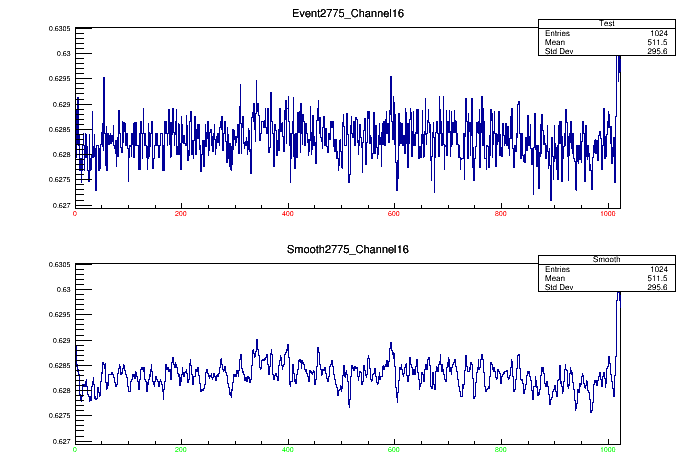 Event2775_Channel16
Test
Entries 1024
Mean 511.5
Std Dev 295.6
0.6305
0.63
0.6295
0.629
0.6285
0.628
0.6275
0.627
0 200 400 600 800 1000
Smooth2775_Channel16
Smooth
Entries 1024
Mean 511.5
Std Dev 295.6
0.6305
0.63
0.6295
0.629
0.6285
0.628
0.6275
0.627
0 200 400 600 800 1000